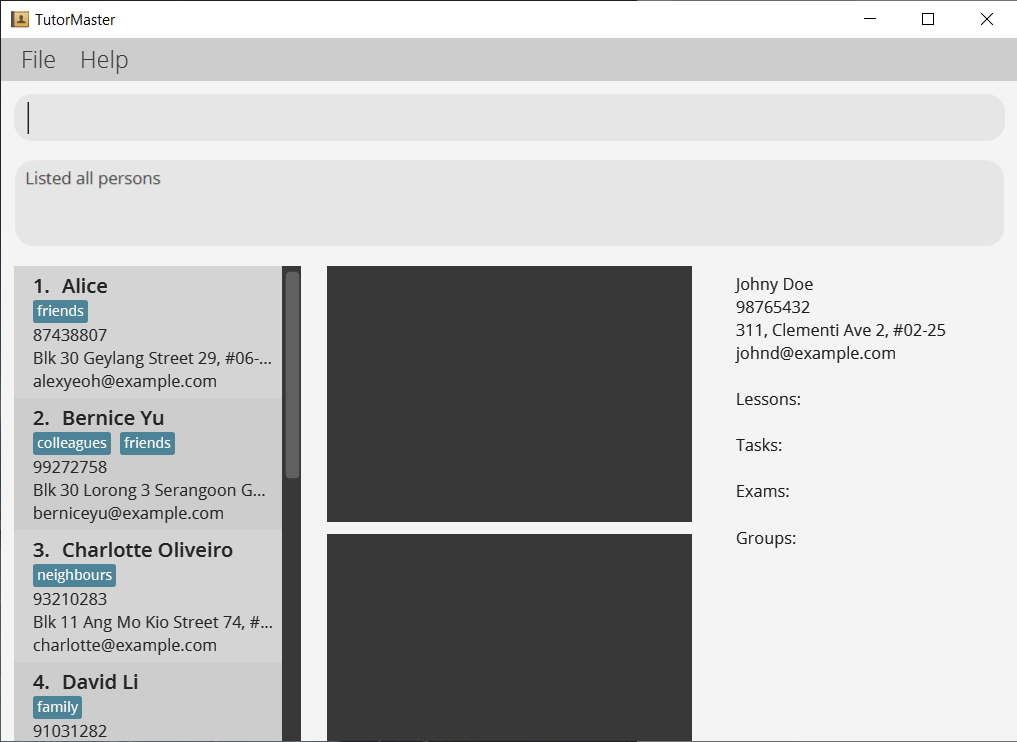 TutorMaster
File Help
Listed all persons
1. Alice
friends
87438807
Blk 30 Geylang Street 29, #06-...
alexyeoh@example.com
2. Bernice Yu
colleagues friends
99272758
Blk 30 Lorong 3 Serangoon G...
berniceyu@example.com
3. Charlotte Oliveiro
neighbours
93210283
Blk 11 Ang Mo Kio Street 74, #...
charlotte@example.com
4. David Li
family
91031282
Johny Doe
98765432
311, Clementi Ave 2, #02-25
johnd@example.com
Lessons:
Tasks:
Exams:
Groups: